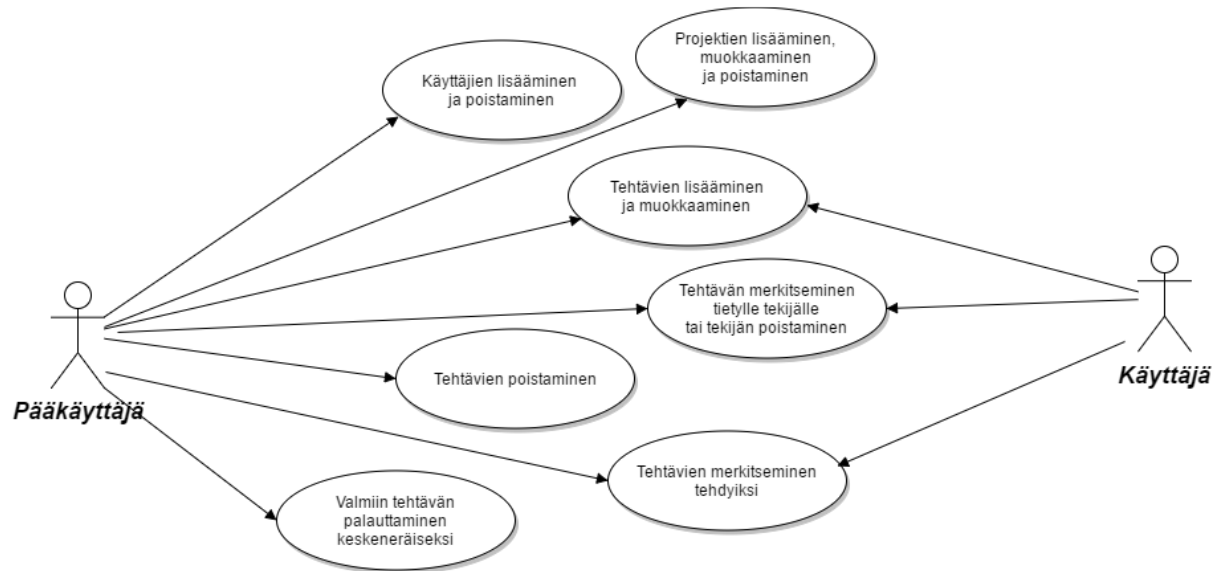 Projektien lisääminen,
muokkaaminen
ja poistaminen
Käyttäjien lisääminen
ja poistaminen
Tehtävien lisääminen
ja muokkaaminen
Tehtävän merkitseminen
tietylle tekijälle
tai tekijän poistaminen
Tehtävien poistaminen
Käyttäjä
Pääkäyttäjä
Tehtävien merkitseminen
tehdyiksi
Valmiin tehtävän
palauttaminen
keskeneräiseksi